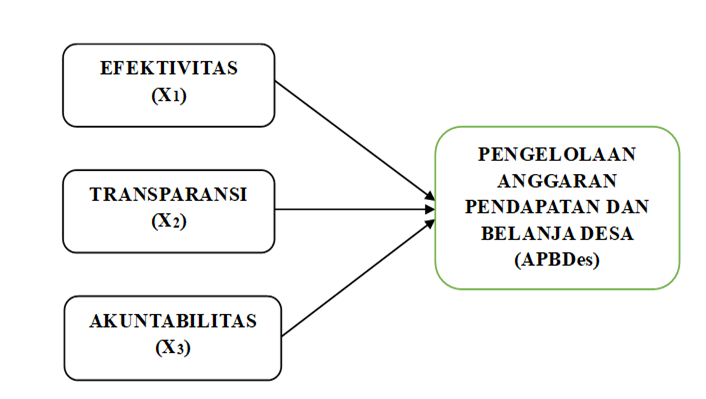 EFEKTIVITAS
(X1)
TRANSPARANSI
(X2)
AKUNTABILITAS
(X3)
PENGELOLAAN
ANGGARAN
PENDAPATAN DAN
BELANJA DESA
(APBDes)